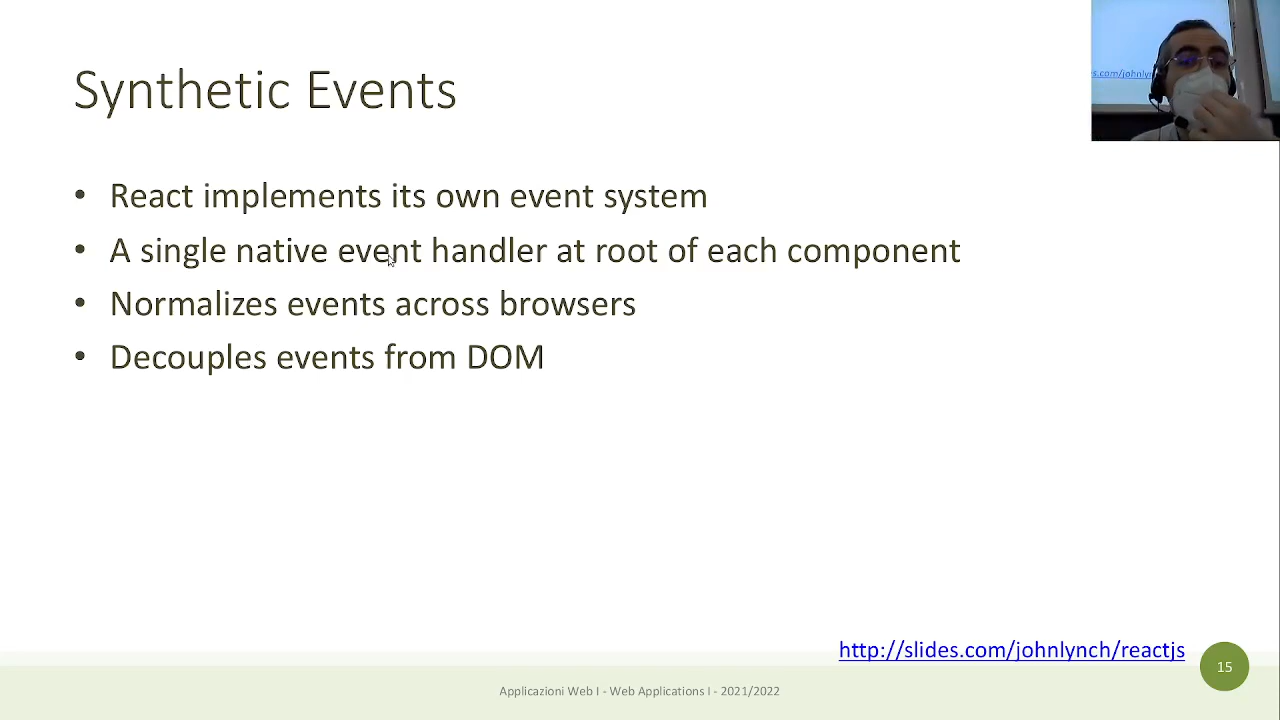 Synthetic Events
• React implements its own event system
• A single native event handler at root of each component
• Normalizes events across browsers
• Decouples events from DOM
http://slides.com/johnlynch/reactjs
15
Applicazioni Web I - Web Applications I - 2021/2022